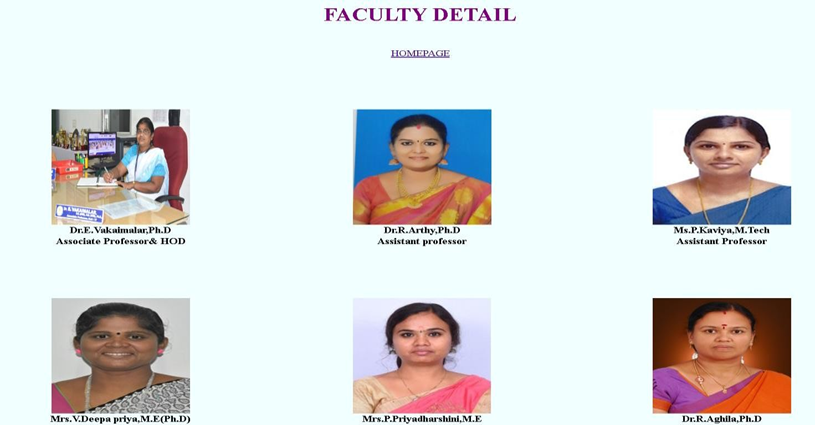 FACULTY DETAIL
HOMEPAGE
Dr.E.Vakaimalar,Ph.D
Associate Professor& HOD
Dr.R.Arthy,Ph.D
Assistant professor
Ms.P.Kaviya,M.Tech
Assistant Professor
Mrs.V.Deepa priya,M.E(Ph.D)
Mrs.P.Priyadharshini,M.E
Dr.R.Aghila,Ph.D